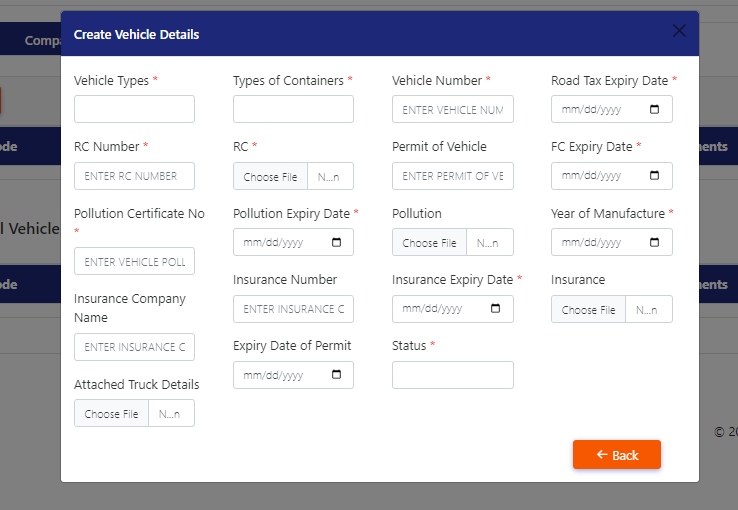 Create Vehicle Details
Compa
Vehicle Types *
Types of Containers *
Vehicle Number *
Road Tax Expiry Date *
ENTER VEHICLE NUM
mm/dd/yyyy
ode
ments
RC Number *
RC *
Permit of Vehicle
FC Expiry Date *
ENTER RC NUMBER
Choose File N...n
ENTER PERMIT OF VE
mm/dd/yyyy
Pollution Certificate No
*
Pollution Expiry Date *
Pollution
Year of Manufacture *
l Vehicle
mm/dd/yyyy
Choose File N...n
mm/dd/yyyy
ENTER VEHICLE POLL
Insurance Number
Insurance Expiry Date *
Insurance
ode
ments
Insurance Company
Name
ENTER INSURANCE C
mm/dd/yyyy
Choose File N...n
ENTER INSURANCE C
Expiry Date of Permit
Status *
mm/dd/yyyy
Attached Truck Details
Choose File N...n
← Back
© 20